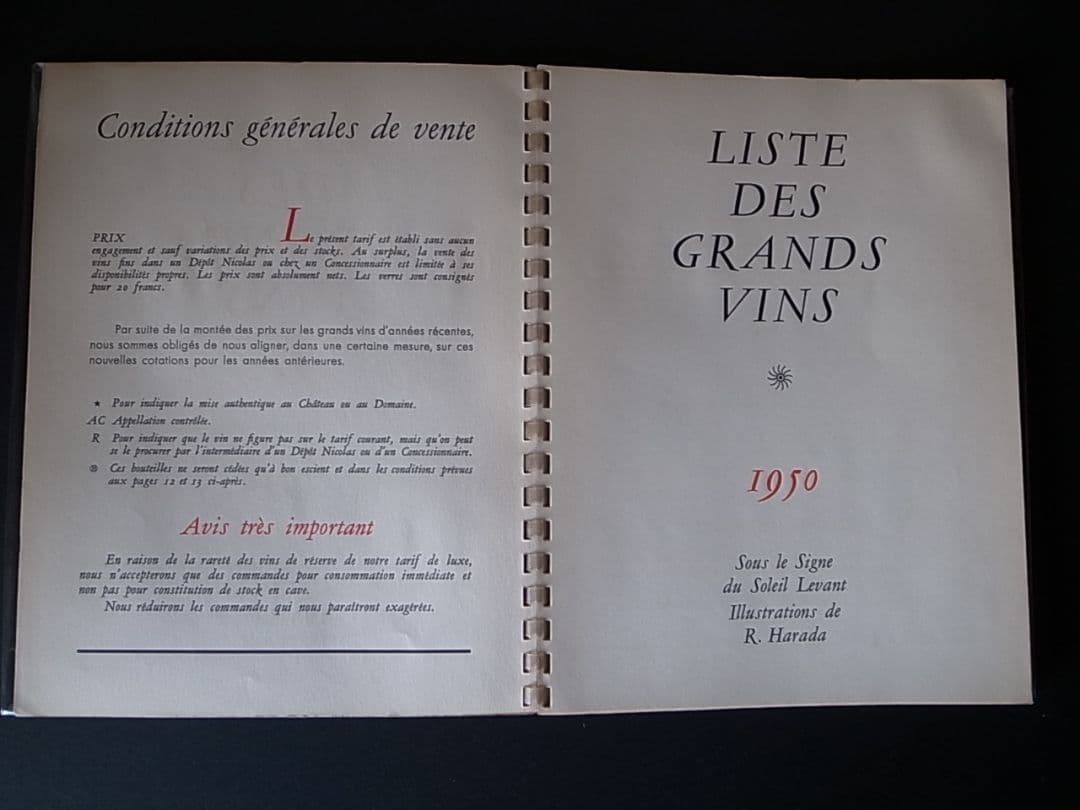 Conditions générales de vente
PRIX Le présent tarif est établi sans aucun
engagement et sauf variations des prix et des stocks. Au surplus, la vente des
vins fins dans un Dépôt Nicolas ou chez un Concessionnaire est limitée à ses
disponibilités propres. Les prix sont absolument nets. Les verres sont consignés
pour 20 francs.
Par suite de la montée des prix sur les grands vins d'années récentes,
nous sommes obligés de nous aligner, dans une certaine mesure, sur ces
nouvelles cotations pour les années antérieures.
★ Pour indiquer la mise authentique au Château ou au Domaine.
AC Appellation contrôlée.
R Pour indiquer que le vin ne figure pas sur le tarif courant, mais qu'on peut
se le procurer par l'intermédiaire d'un Dépôt Nicolas ou d'un Concessionnaire.
® Ces bouteilles ne seront cédées qu'à bon escient et dans les conditions prévues
aux pages 12 et 13 ci-après.
Avis très important
En raison de la rareté des vins de réserve de notre tarif de luxe,
nous n'accepterons que des commandes pour consommation immédiate et
non pas pour constitution de stock en cave.
Nous réduirons les commandes qui nous paraîtront exagérées.
LISTE
DES
GRANDS
VINS
1950
Sous le Signe
du Soleil Levant
Illustrations de
R. Harada